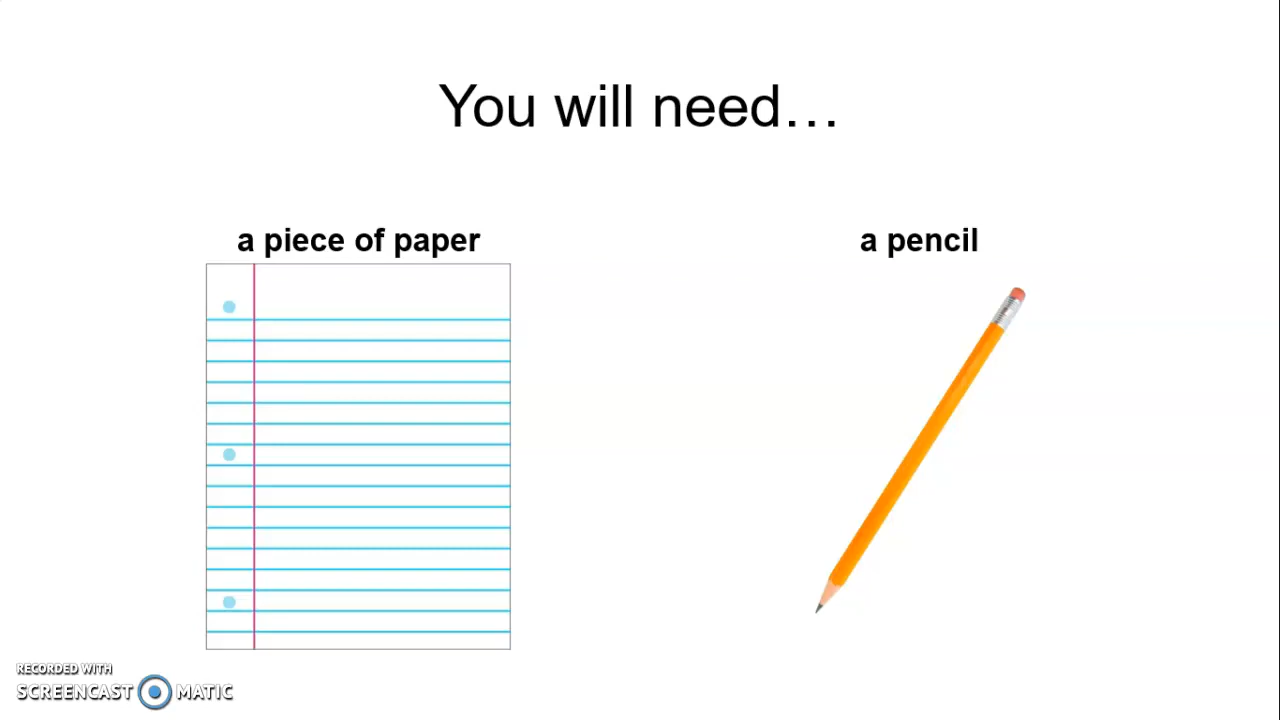 You will need…
a piece of paper
a pencil
RECORDED WITH
SCREENCAST MATIC